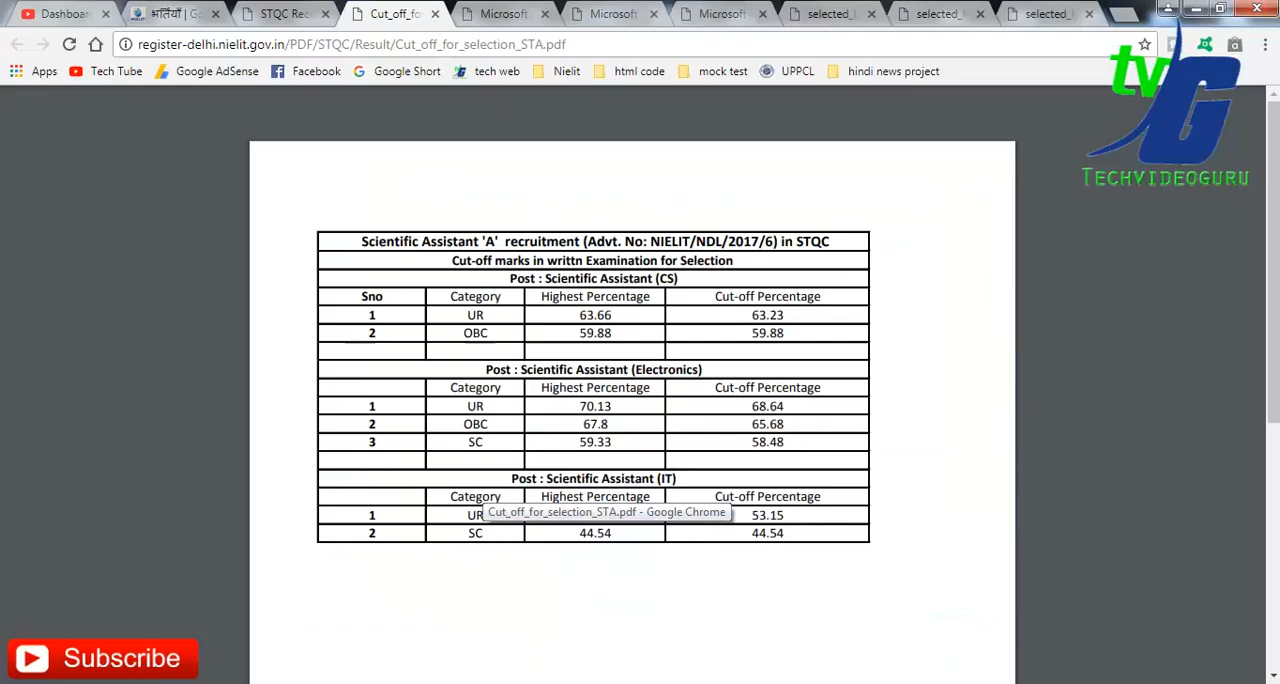 Dashboar
भर्तियाँ | Go
STQC Rec
Cut_off_fo
Microsoft
Microsoft
Microsoft
selected_
selected_
selected_
register-delhi.nielit.gov.in/PDF/STQC/Result/Cut_off_for_selection_STA.pdf
Apps
Tech Tube
Google AdSense
Facebook
Google Short
tech web
Nielit
html code
mock test
UPPCL
hindi news project
tv
G
TECHVIDEOGURU
Scientific Assistant 'A' recruitment (Advt. No: NIELIT/NDL/2017/6) in STQC
Cut-off marks in writtn Examination for Selection
Post : Scientific Assistant (CS)
Sno Category Highest Percentage Cut-off Percentage
1 UR 63.66 63.23
2 OBC 59.88 59.88
Post : Scientific Assistant (Electronics)
Category Highest Percentage Cut-off Percentage
1 UR 70.13 68.64
2 OBC 67.8 65.68
3 SC 59.33 58.48
Post : Scientific Assistant (IT)
Category Highest Percentage Cut-off Percentage
1 UR 53.15
Cut_off_for_selection_STA.pdf - Google Chrome
2 SC 44.54 44.54
Subscribe